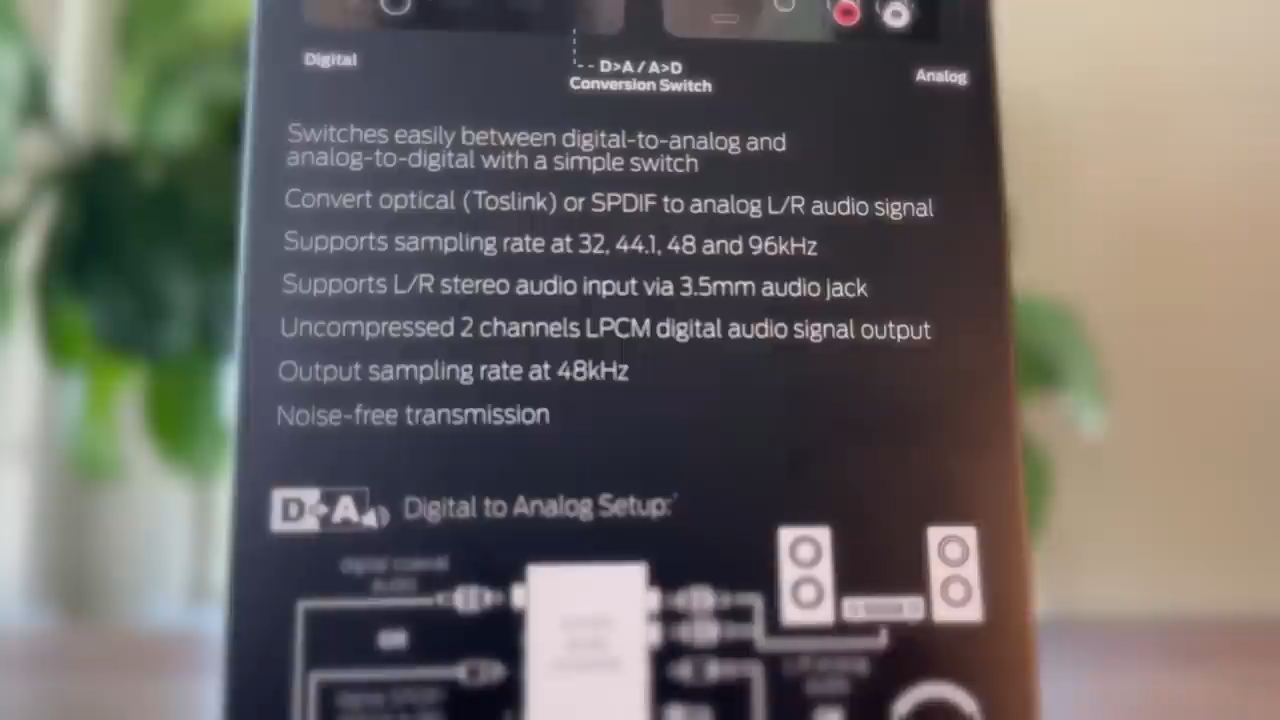 Digital
D>A / A>D
Conversion Switch
Analog
Switches easily between digital-to-analog and
analog-to-digital with a simple switch
Convert optical (Toslink) or SPDIF to analog L/R audio signal
Supports sampling rate at 32, 44.1, 48 and 96kHz
Supports L/R stereo audio input via 3.5mm audio jack
Uncompressed 2 channels LPCM digital audio signal output
Output sampling rate at 48kHz
Noise-free transmission
D A Digital to Analog Setup: